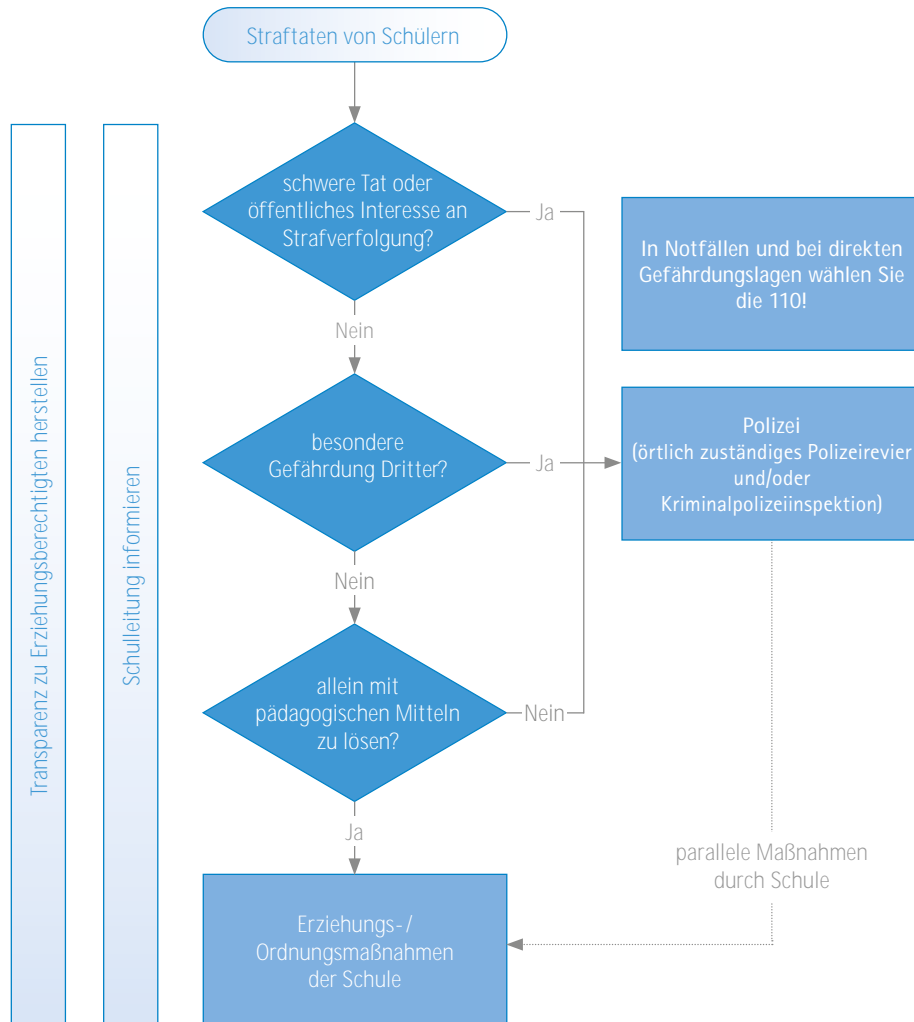 Straftaten von Schülern
Transparenz zu Erziehungsberechtigten herstellen
Schulleitung informieren
schwere Tat oder
öffentliches Interesse an
Strafverfolgung?
Ja
In Notfällen und bei direkten
Gefährdungslagen wählen Sie
die 110!
Nein
besondere
Gefährdung Dritter?
Ja
Polizei
(örtlich zuständiges Polizeirevier
und/oder
Kriminalpolizeiinspektion)
Nein
allein mit
pädagogischen Mitteln
zu lösen?
Nein
Ja
parallele Maßnahmen
durch Schule
Erziehungs-/
Ordnungsmaßnahmen
der Schule